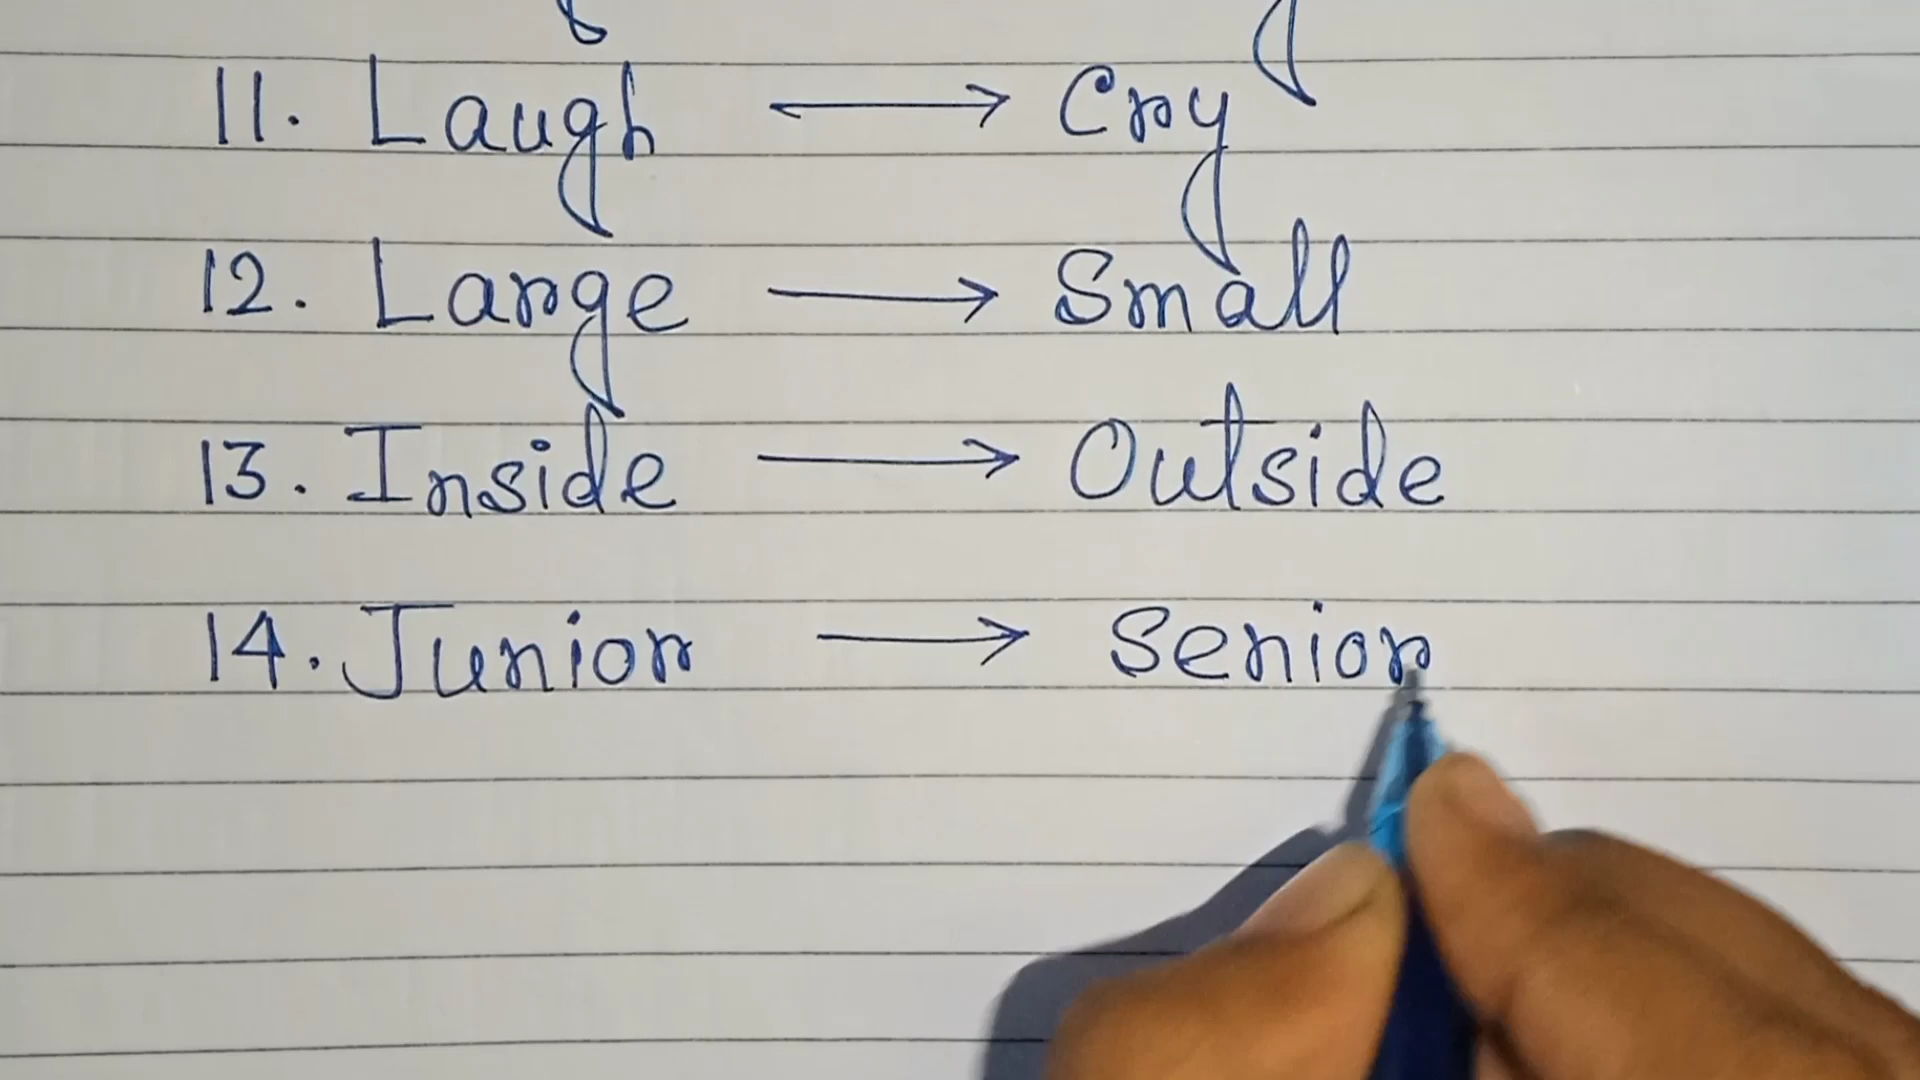 11. Laugh ⟷ Cry
12. Large → Small
13. Inside → Outside
14. Junior → Senior